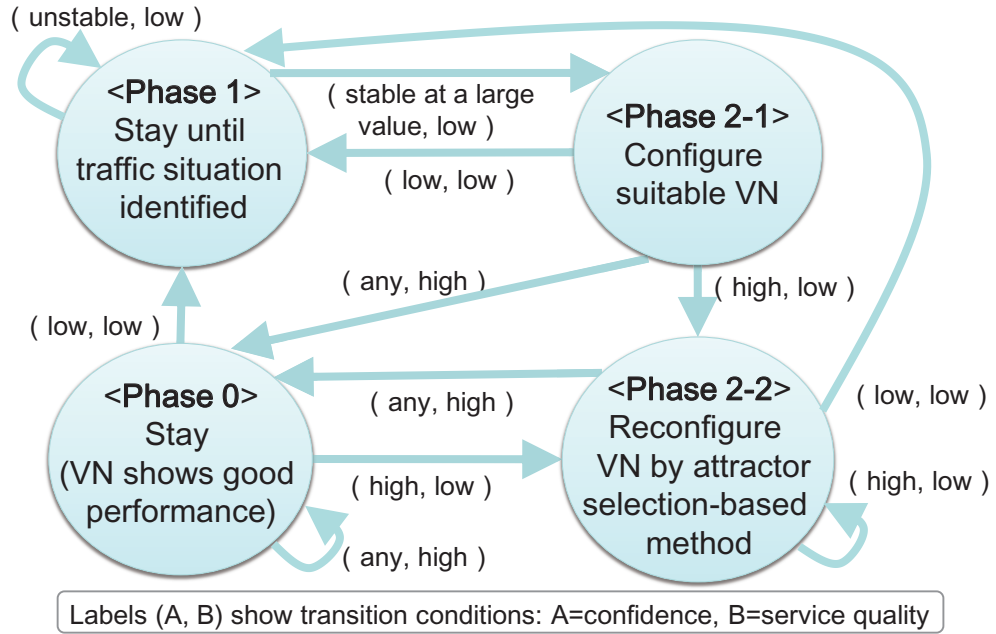 ( unstable, low )
<Phase 1>
Stay until
traffic situation
identified
( stable at a large
value, low )
( low, low )
<Phase 2-1>
Configure
suitable VN
( any, high )
( high, low )
( low, low )
<Phase 0>
Stay
(VN shows good
performance)
( any, high )
( high, low )
( any, high )
<Phase 2-2>
Reconfigure
VN by attractor
selection-based
method
( low, low )
( high, low )
Labels (A, B) show transition conditions: A=confidence, B=service quality